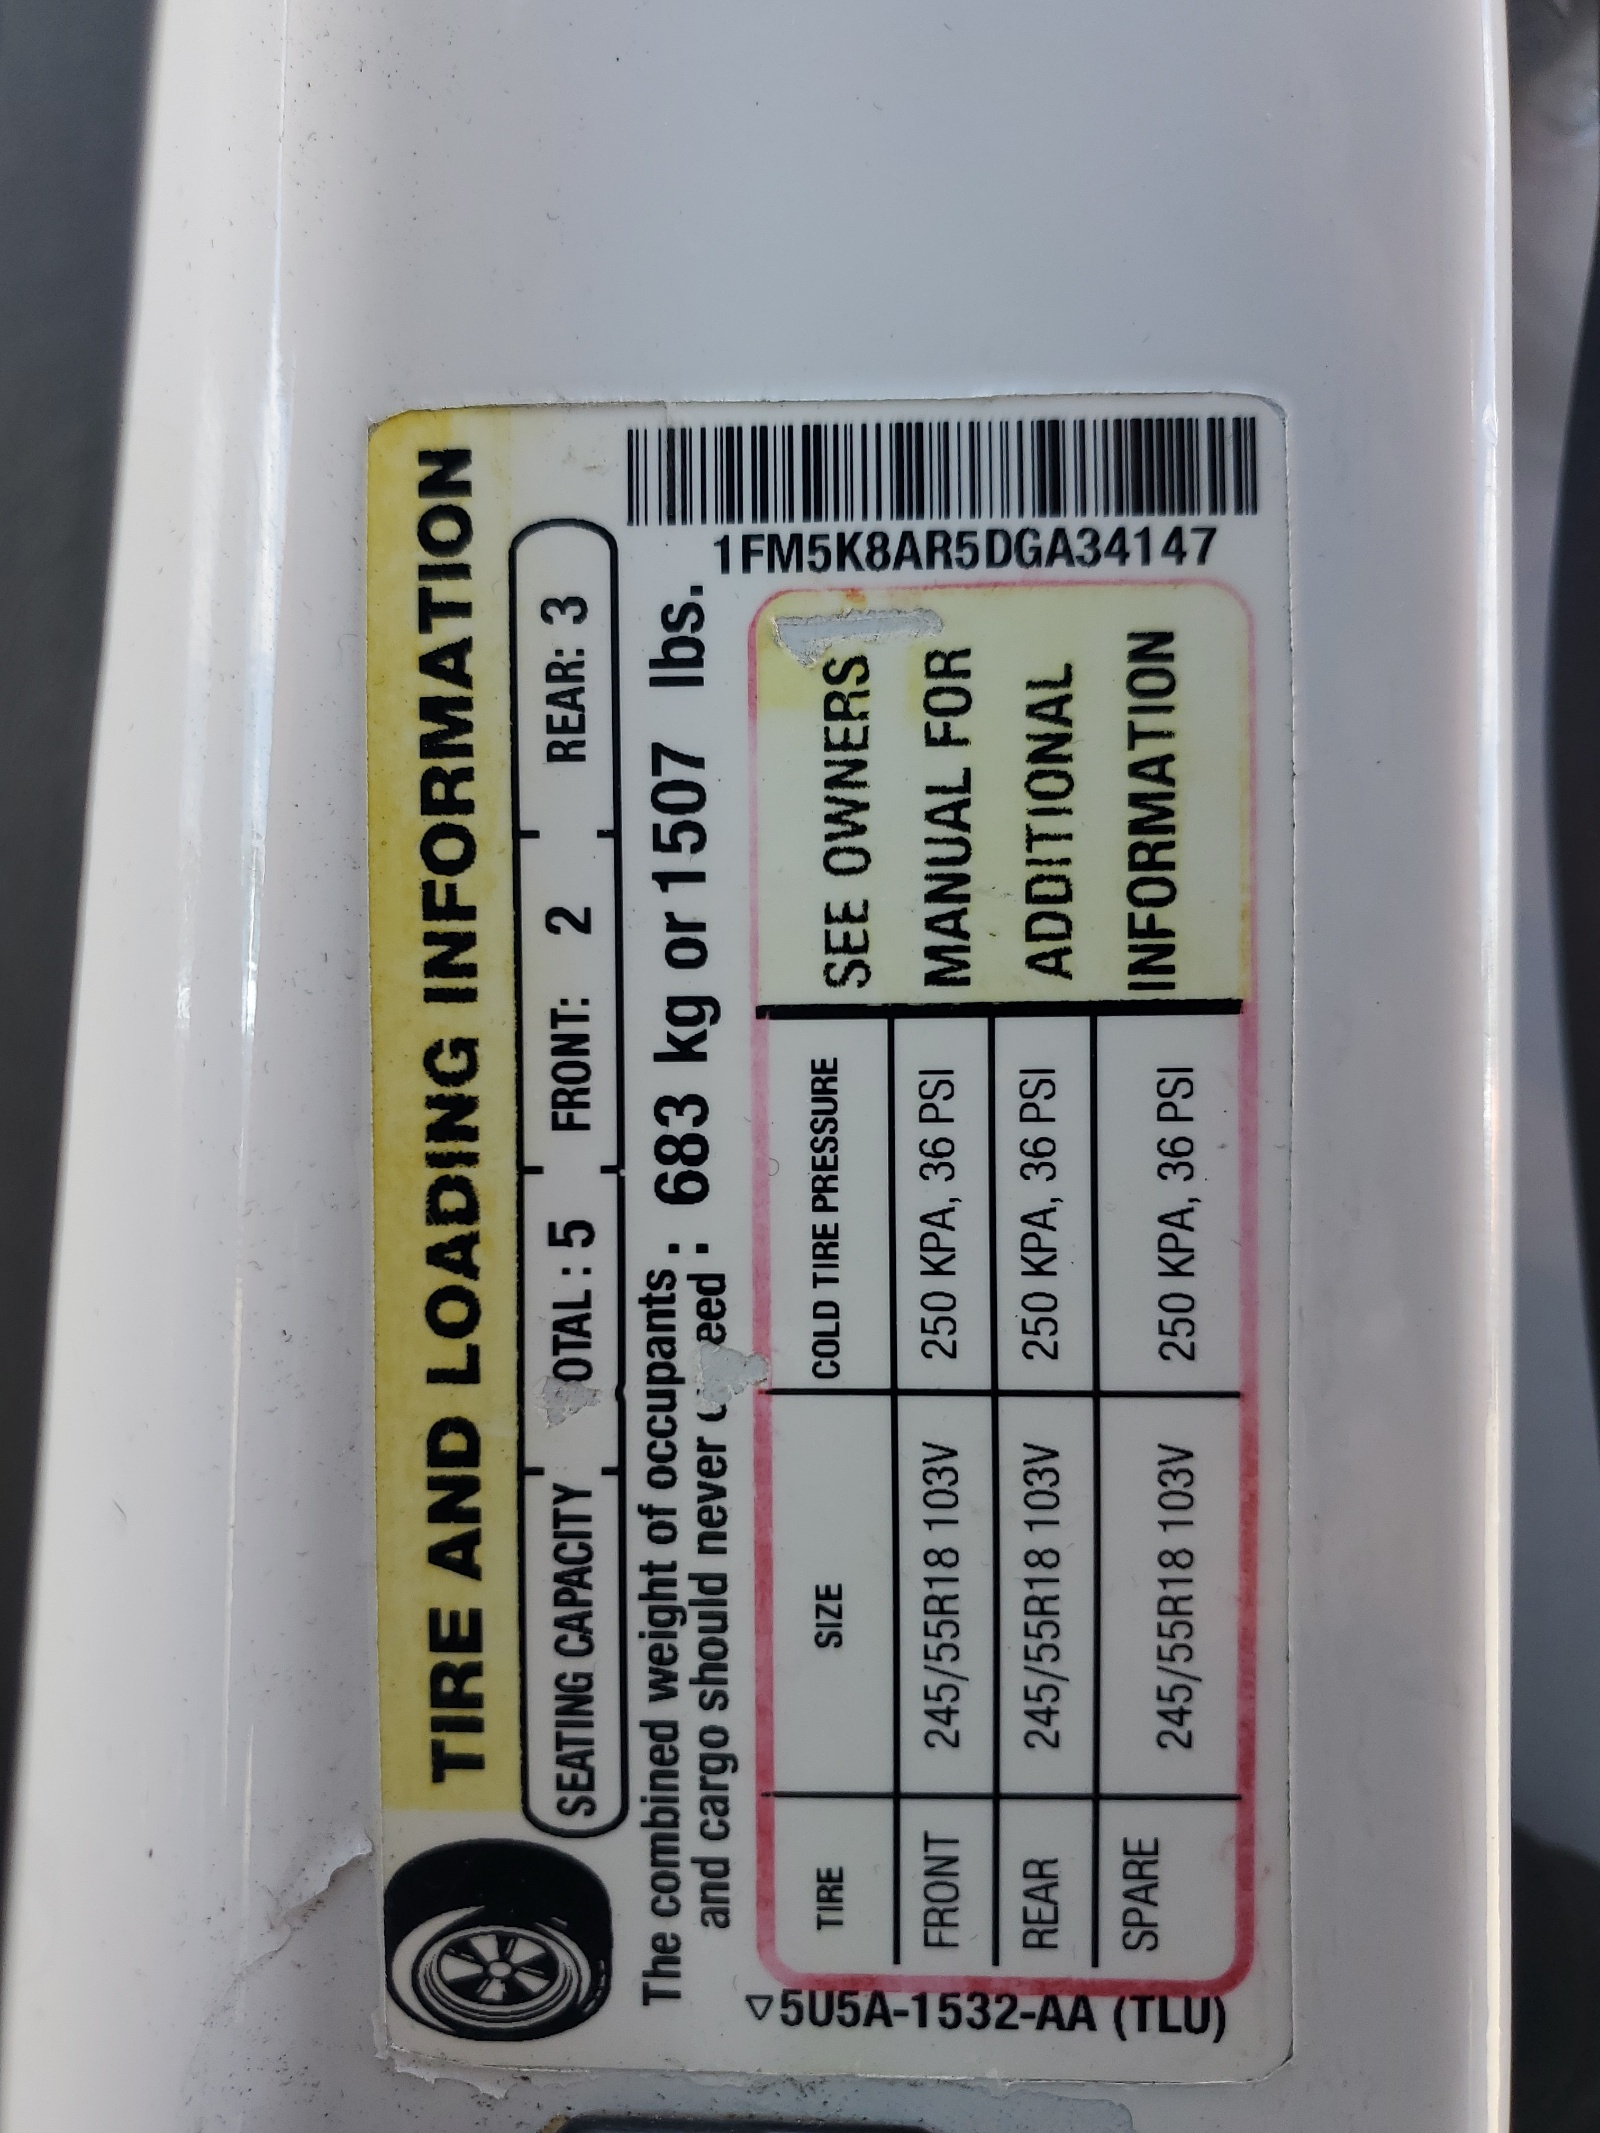 TIRE AND LOADING INFORMATION
SEATING CAPACITY OTAL : 5 FRONT: 2 REAR: 3
The combined weight of occupants : 683 kg or 1507 lbs.
and cargo should never eed :
1FM5K8AR5DGA34147
TIRE SIZE COLD TIRE PRESSURE
FRONT 245/55R18 103V 250 KPA, 36 PSI
REAR 245/55R18 103V 250 KPA, 36 PSI
SPARE 245/55R18 103V 250 KPA, 36 PSI
SEE OWNERS
MANUAL FOR
ADDITIONAL
INFORMATION
5U5A-1532-AA (TLU)